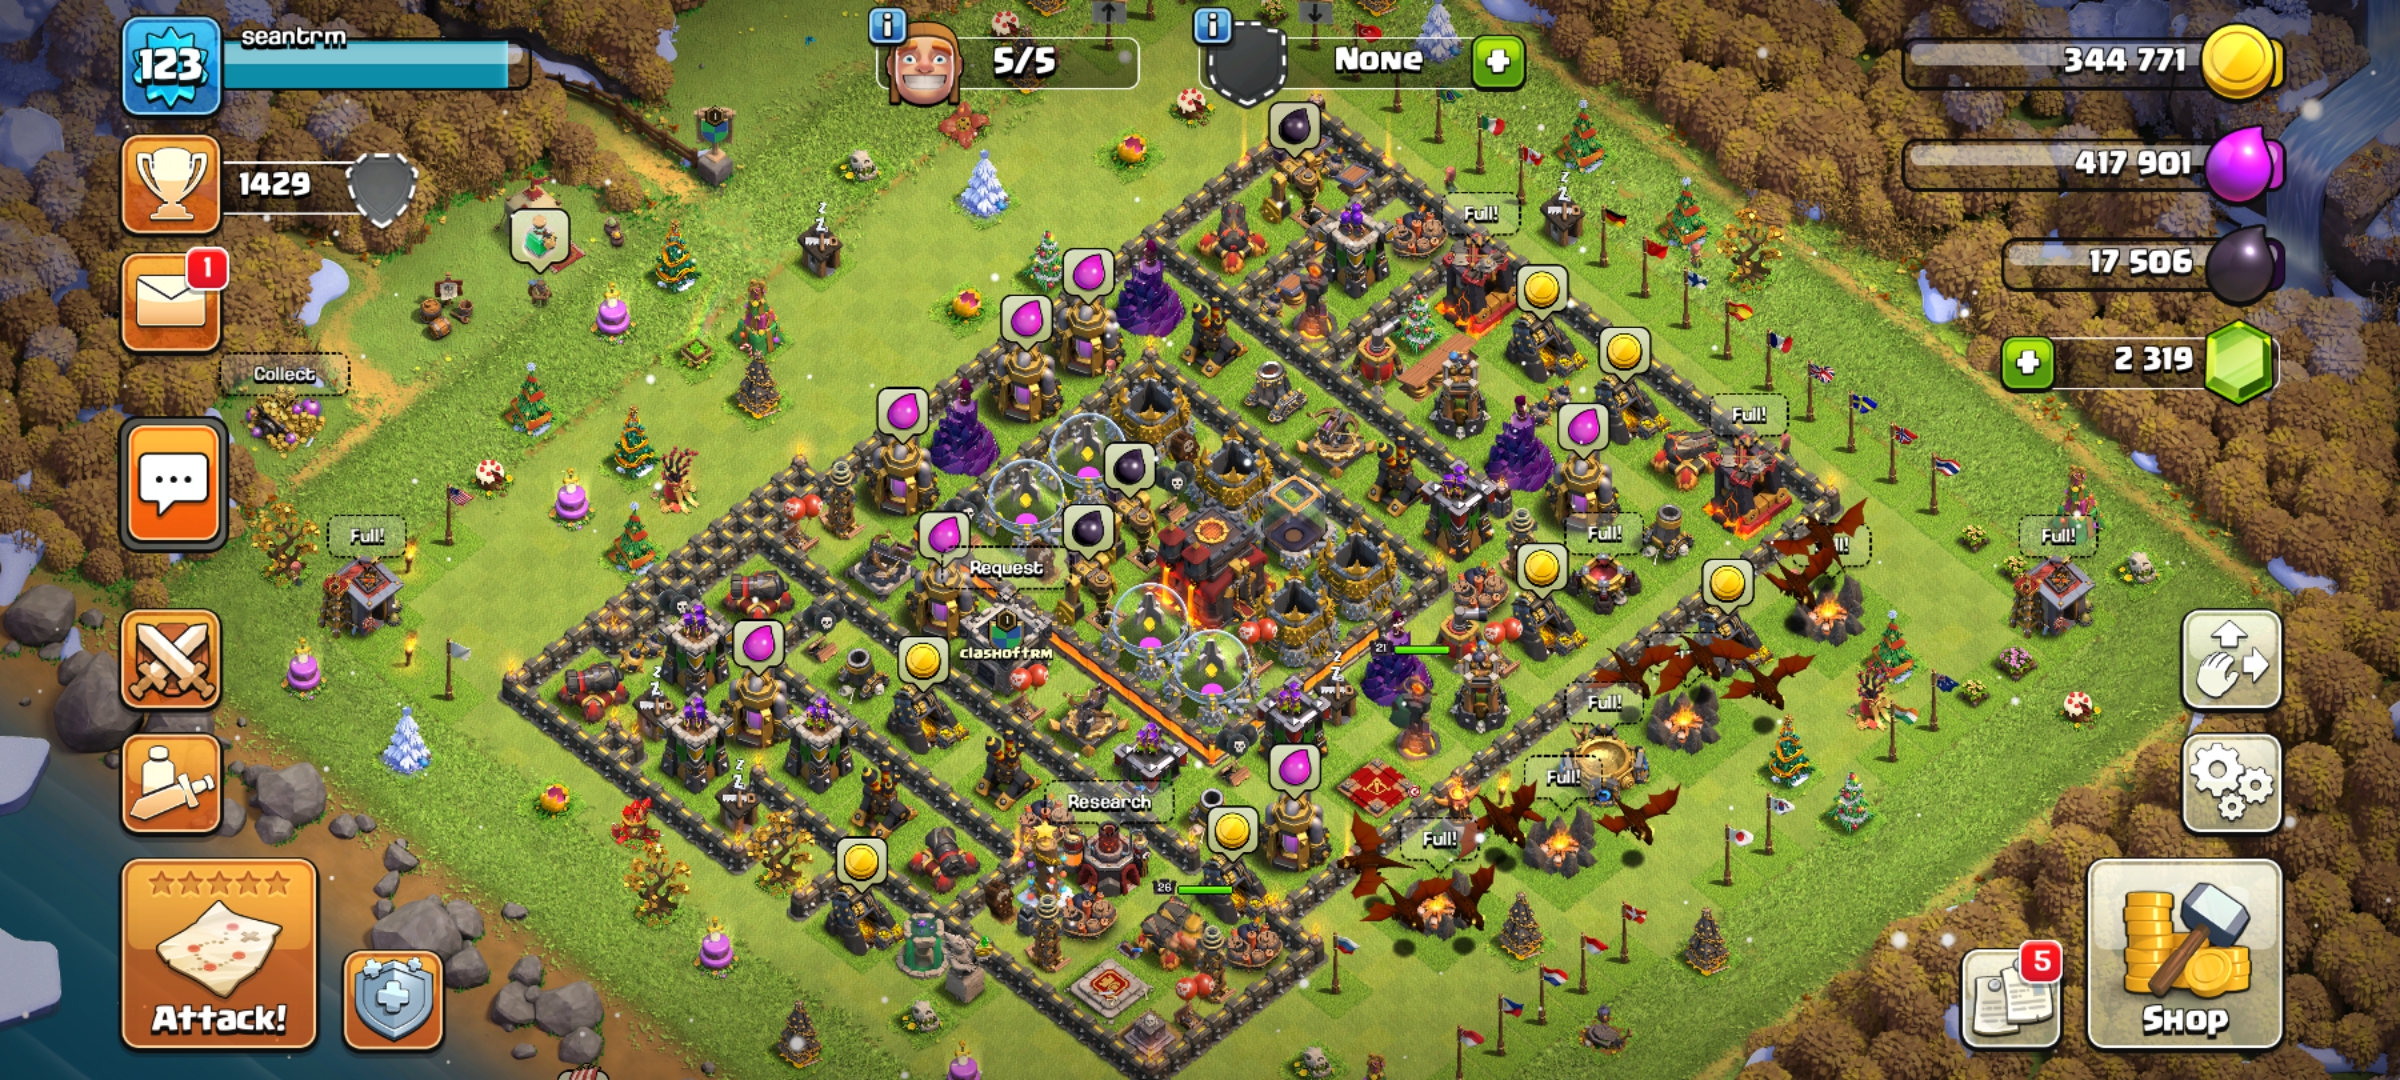 123
seantrm
5/5
None
344 771
1429
417 901
Full!
1
17 506
2 319
Collect
Full!
Full!
Full!
Full!
Request
clashofTRM
21
Full!
Full!
Research
Full!
26
5
Attack!
Shop